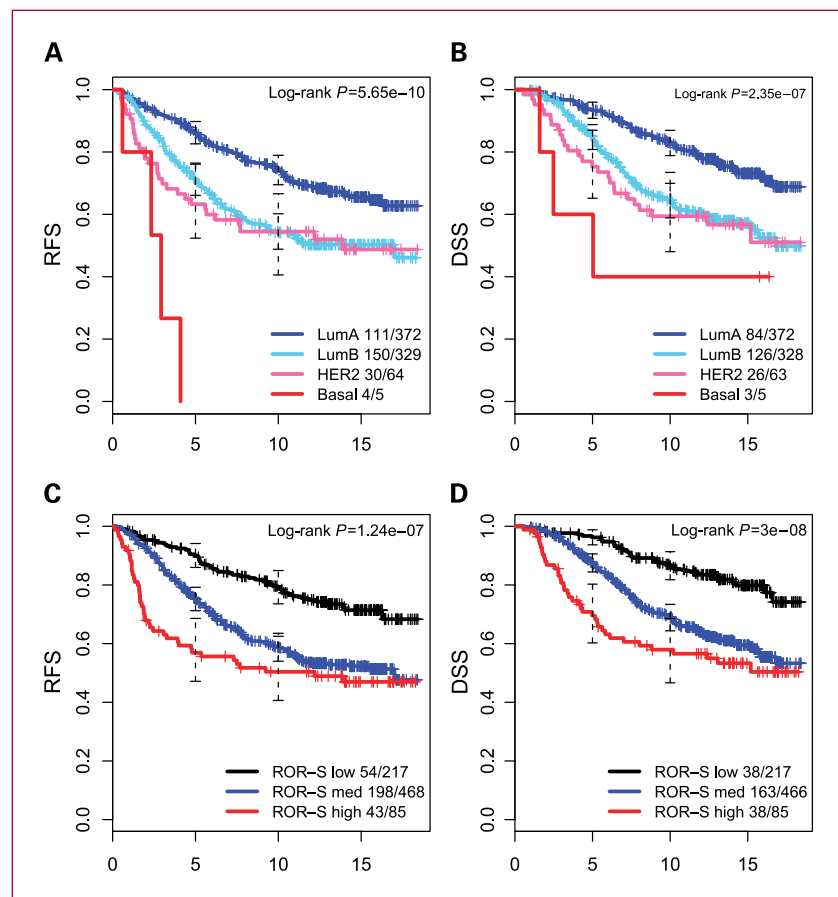 A
B
Log-rank P=5.65e−10
Log-rank P=2.35e−07
RFS
DSS
1.0
0.8
0.6
0.4
0.2
0.0
1.0
0.8
0.6
0.4
0.2
0.0
LumA 111/372
LumB 150/329
HER2 30/64
Basal 4/5
LumA 84/372
LumB 126/328
HER2 26/63
Basal 3/5
0 5 10 15
0 5 10 15
C
D
Log-rank P=1.24e−07
Log-rank P=3e−08
RFS
DSS
1.0
0.8
0.6
0.4
0.2
0.0
1.0
0.8
0.6
0.4
0.2
0.0
ROR−S low 54/217
ROR−S med 198/468
ROR−S high 43/85
ROR−S low 38/217
ROR−S med 163/466
ROR−S high 38/85
0 5 10 15
0 5 10 15